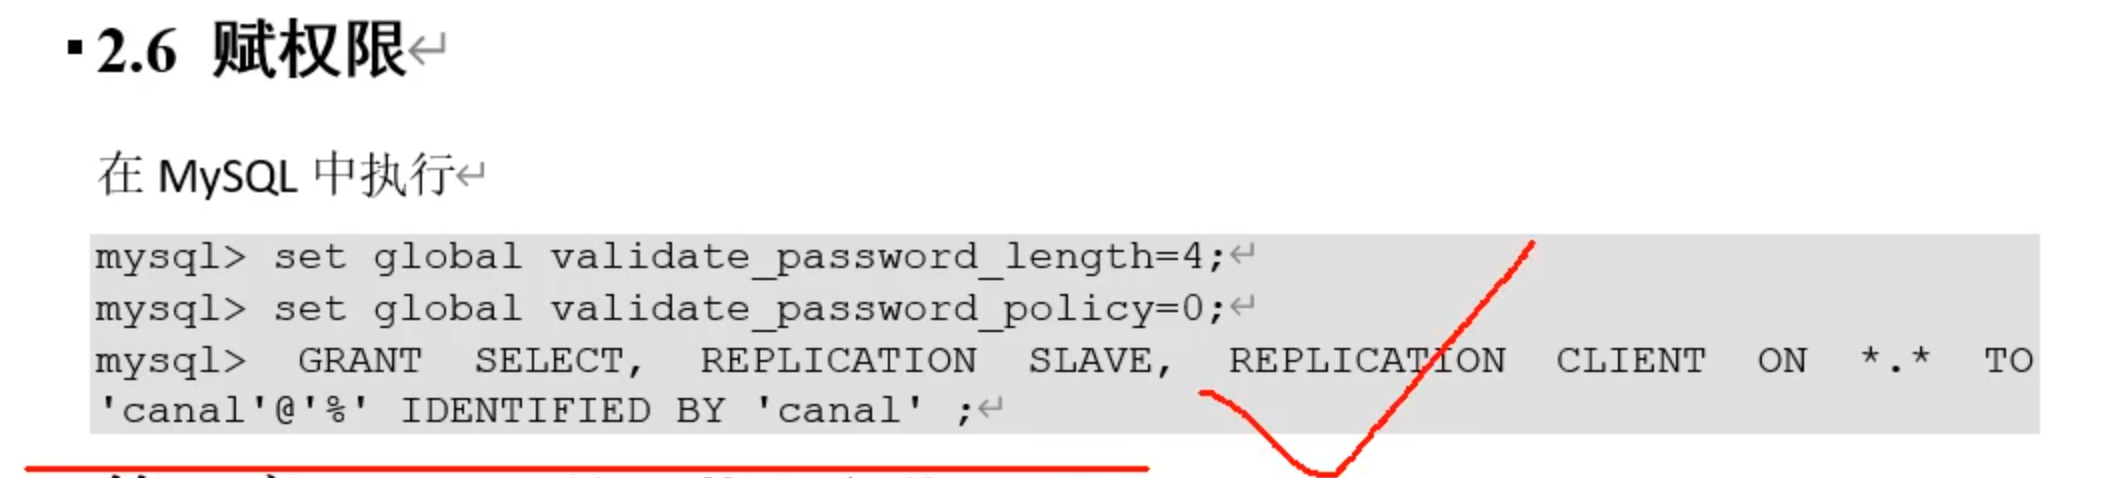 2.6 赋权限
在 MySQL 中执行
mysql> set global validate_password_length=4;
mysql> set global validate_password_policy=0;
mysql> GRANT SELECT, REPLICATION SLAVE, REPLICATION CLIENT ON *.* TO
'canal'@'%' IDENTIFIED BY 'canal' ;